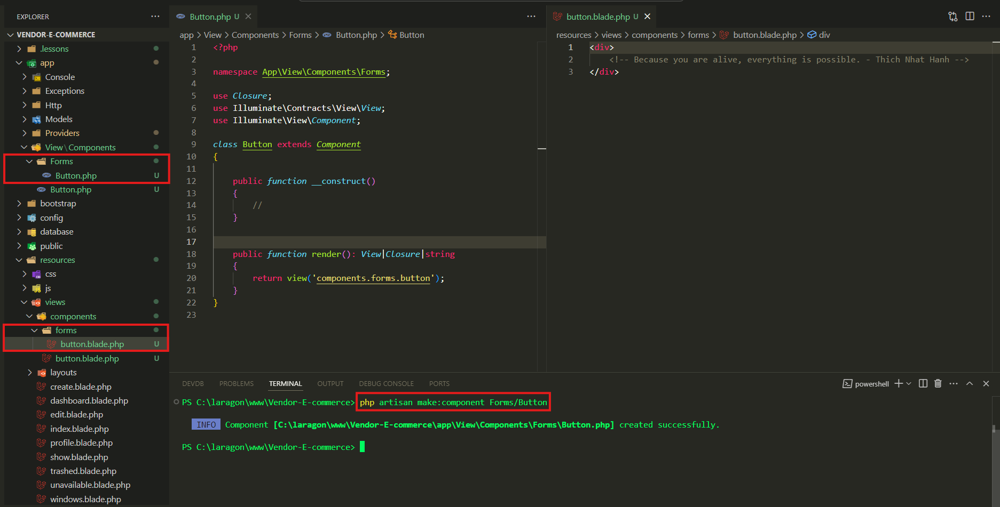 EXPLORER
···
VENDOR-E-COMMERCE
.lessons
app
Console
Exceptions
Http
Models
Providers
View\Components
Forms
Button.php U
Button.php U
bootstrap
config
database
public
resources
css
js
views
components
forms
button.blade.php U
button.blade.php U
layouts
create.blade.php
dashboard.blade.php
edit.blade.php
index.blade.php
profile.blade.php
show.blade.php
trashed.blade.php
unavailable.blade.php
windows.blade.php
Button.php U
···
app > View > Components > Forms > Button.php > Button
1 <?php
2
3 namespace App\View\Components\Forms;
4
5 use Closure;
6 use Illuminate\Contracts\View\View;
7 use Illuminate\View\Component;
8
9 class Button extends Component
10 {
11
12 public function __construct()
13 {
14 //
15 }
16
17
18 public function render(): View|Closure|string
19 {
20 return view('components.forms.button');
21 }
22 }
23
button.blade.php U
···
resources > views > components > forms > button.blade.php > div
1 <div>
2 <!-- Because you are alive, everything is possible. - Thich Nhat Hanh -->
3 </div>
DEVDB PROBLEMS TERMINAL OUTPUT DEBUG CONSOLE PORTS
powershell
PS C:\laragon\www\Vendor-E-commerce> php artisan make:component Forms/Button
INFO Component [C:\laragon\www\Vendor-E-commerce\app\View\Components\Forms\Button.php] created successfully.
PS C:\laragon\www\Vendor-E-commerce>